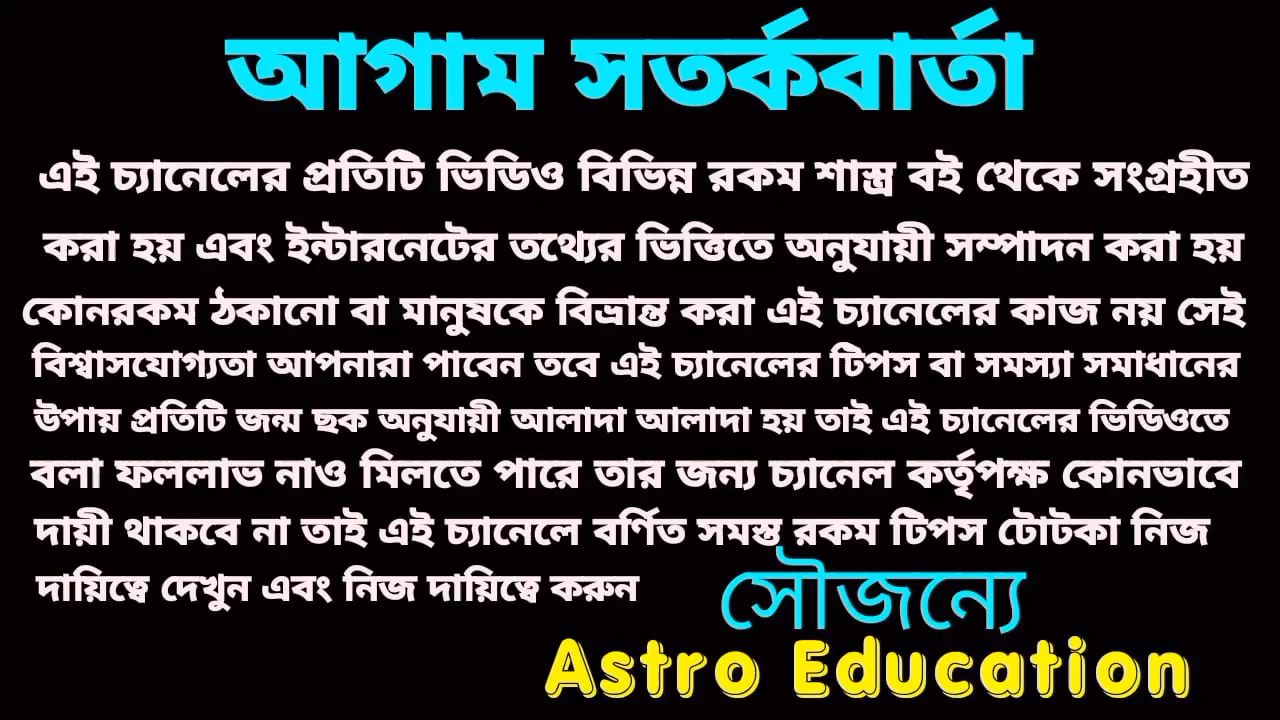 আগাম সতর্কবার্তা
এই চ্যানেলের প্রতিটি ভিডিও বিভিন্ন রকম শাস্ত্র বই থেকে সংগ্রহীত
করা হয় এবং ইন্টারনেটের তথ্যের ভিত্তিতে অনুযায়ী সম্পাদন করা হয়
কোনরকম ঠকানো বা মানুষকে বিভ্রান্ত করা এই চ্যানেলের কাজ নয় সেই
বিশ্বাসযোগ্যতা আপনারা পাবেন তবে এই চ্যানেলের টিপস বা সমস্যা সমাধানের
উপায় প্রতিটি জন্ম ছক অনুযায়ী আলাদা আলাদা হয় তাই এই চ্যানেলের ভিডিওতে
বলা ফললাভ নাও মিলতে পারে তার জন্য চ্যানেল কর্তৃপক্ষ কোনভাবে
দায়ী থাকবে না তাই এই চ্যানেলে বর্ণিত সমস্ত রকম টিপস টোটকা নিজ
দায়িত্বে দেখুন এবং নিজ দায়িত্বে করুন
সৌজন্যে
Astro Education